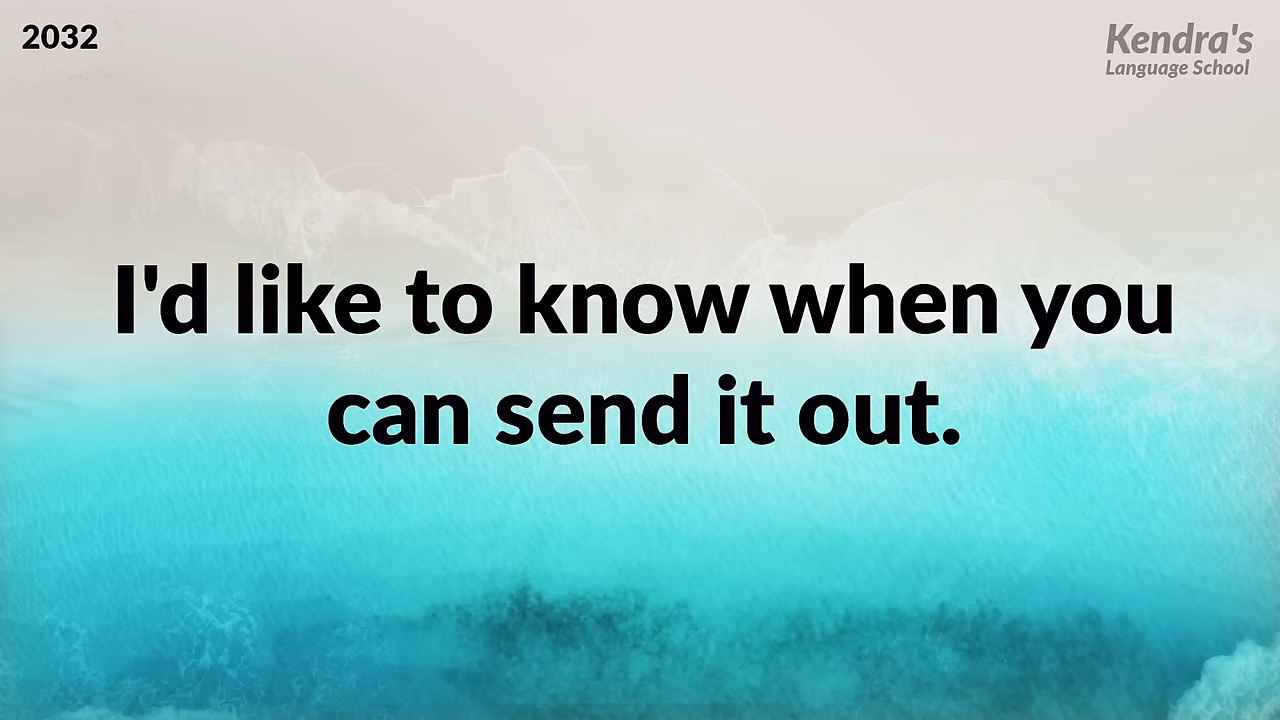 2032
Kendra's
Language School
I'd like to know when you
can send it out.